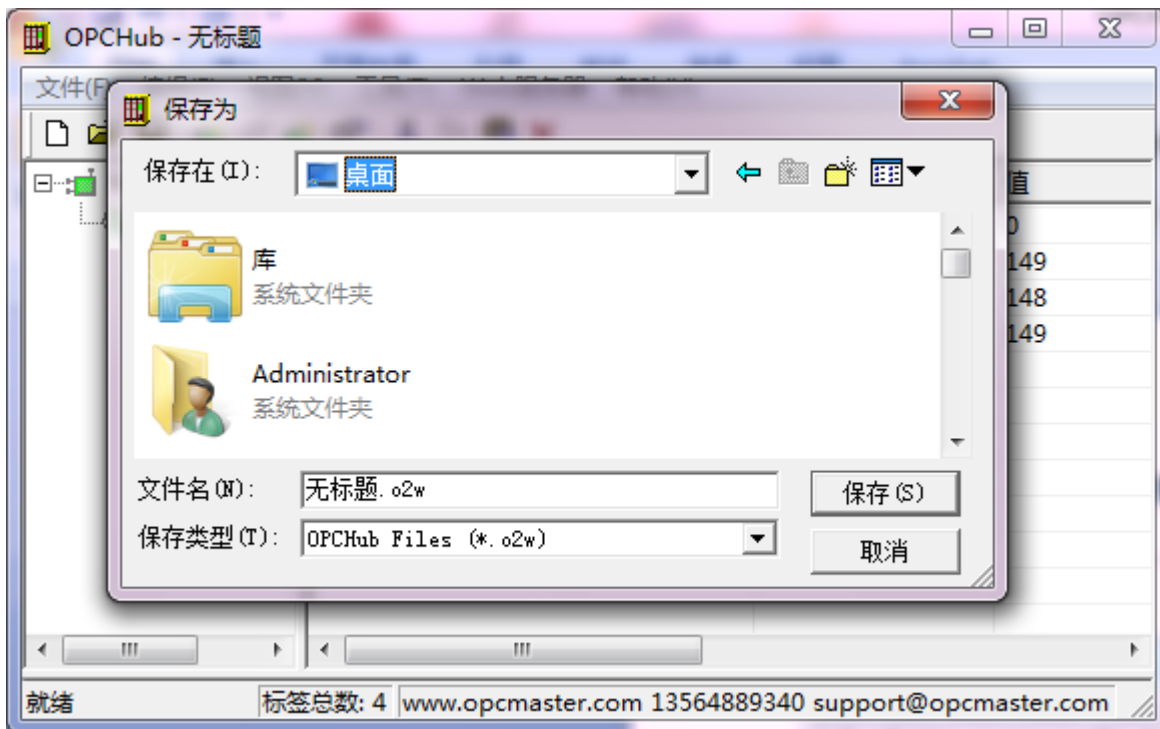 OPCHub - 无标题
文件(F)
保存为
保存在(I):
桌面
值
库
系统文件夹
0
149
148
149
Administrator
系统文件夹
文件名(N):
无标题.o2w
保存(S)
保存类型(T):
OPCHub Files (*.o2w)
取消
就绪
标签总数: 4
www.opcmaster.com 13564889340 support@opcmaster.com